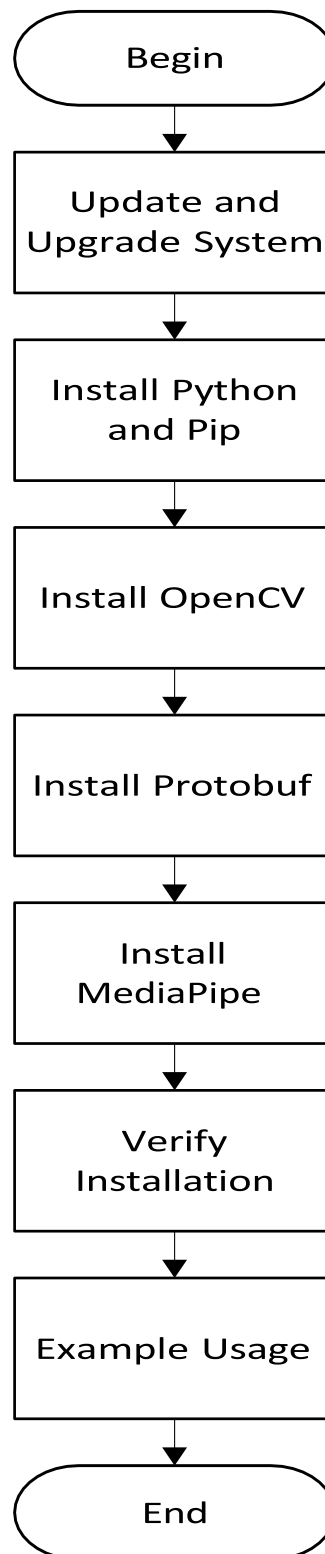 Begin
Update and
Upgrade System
Install Python
and Pip
Install OpenCV
Install Protobuf
Install
MediaPipe
Verify
Installation
Example Usage
End